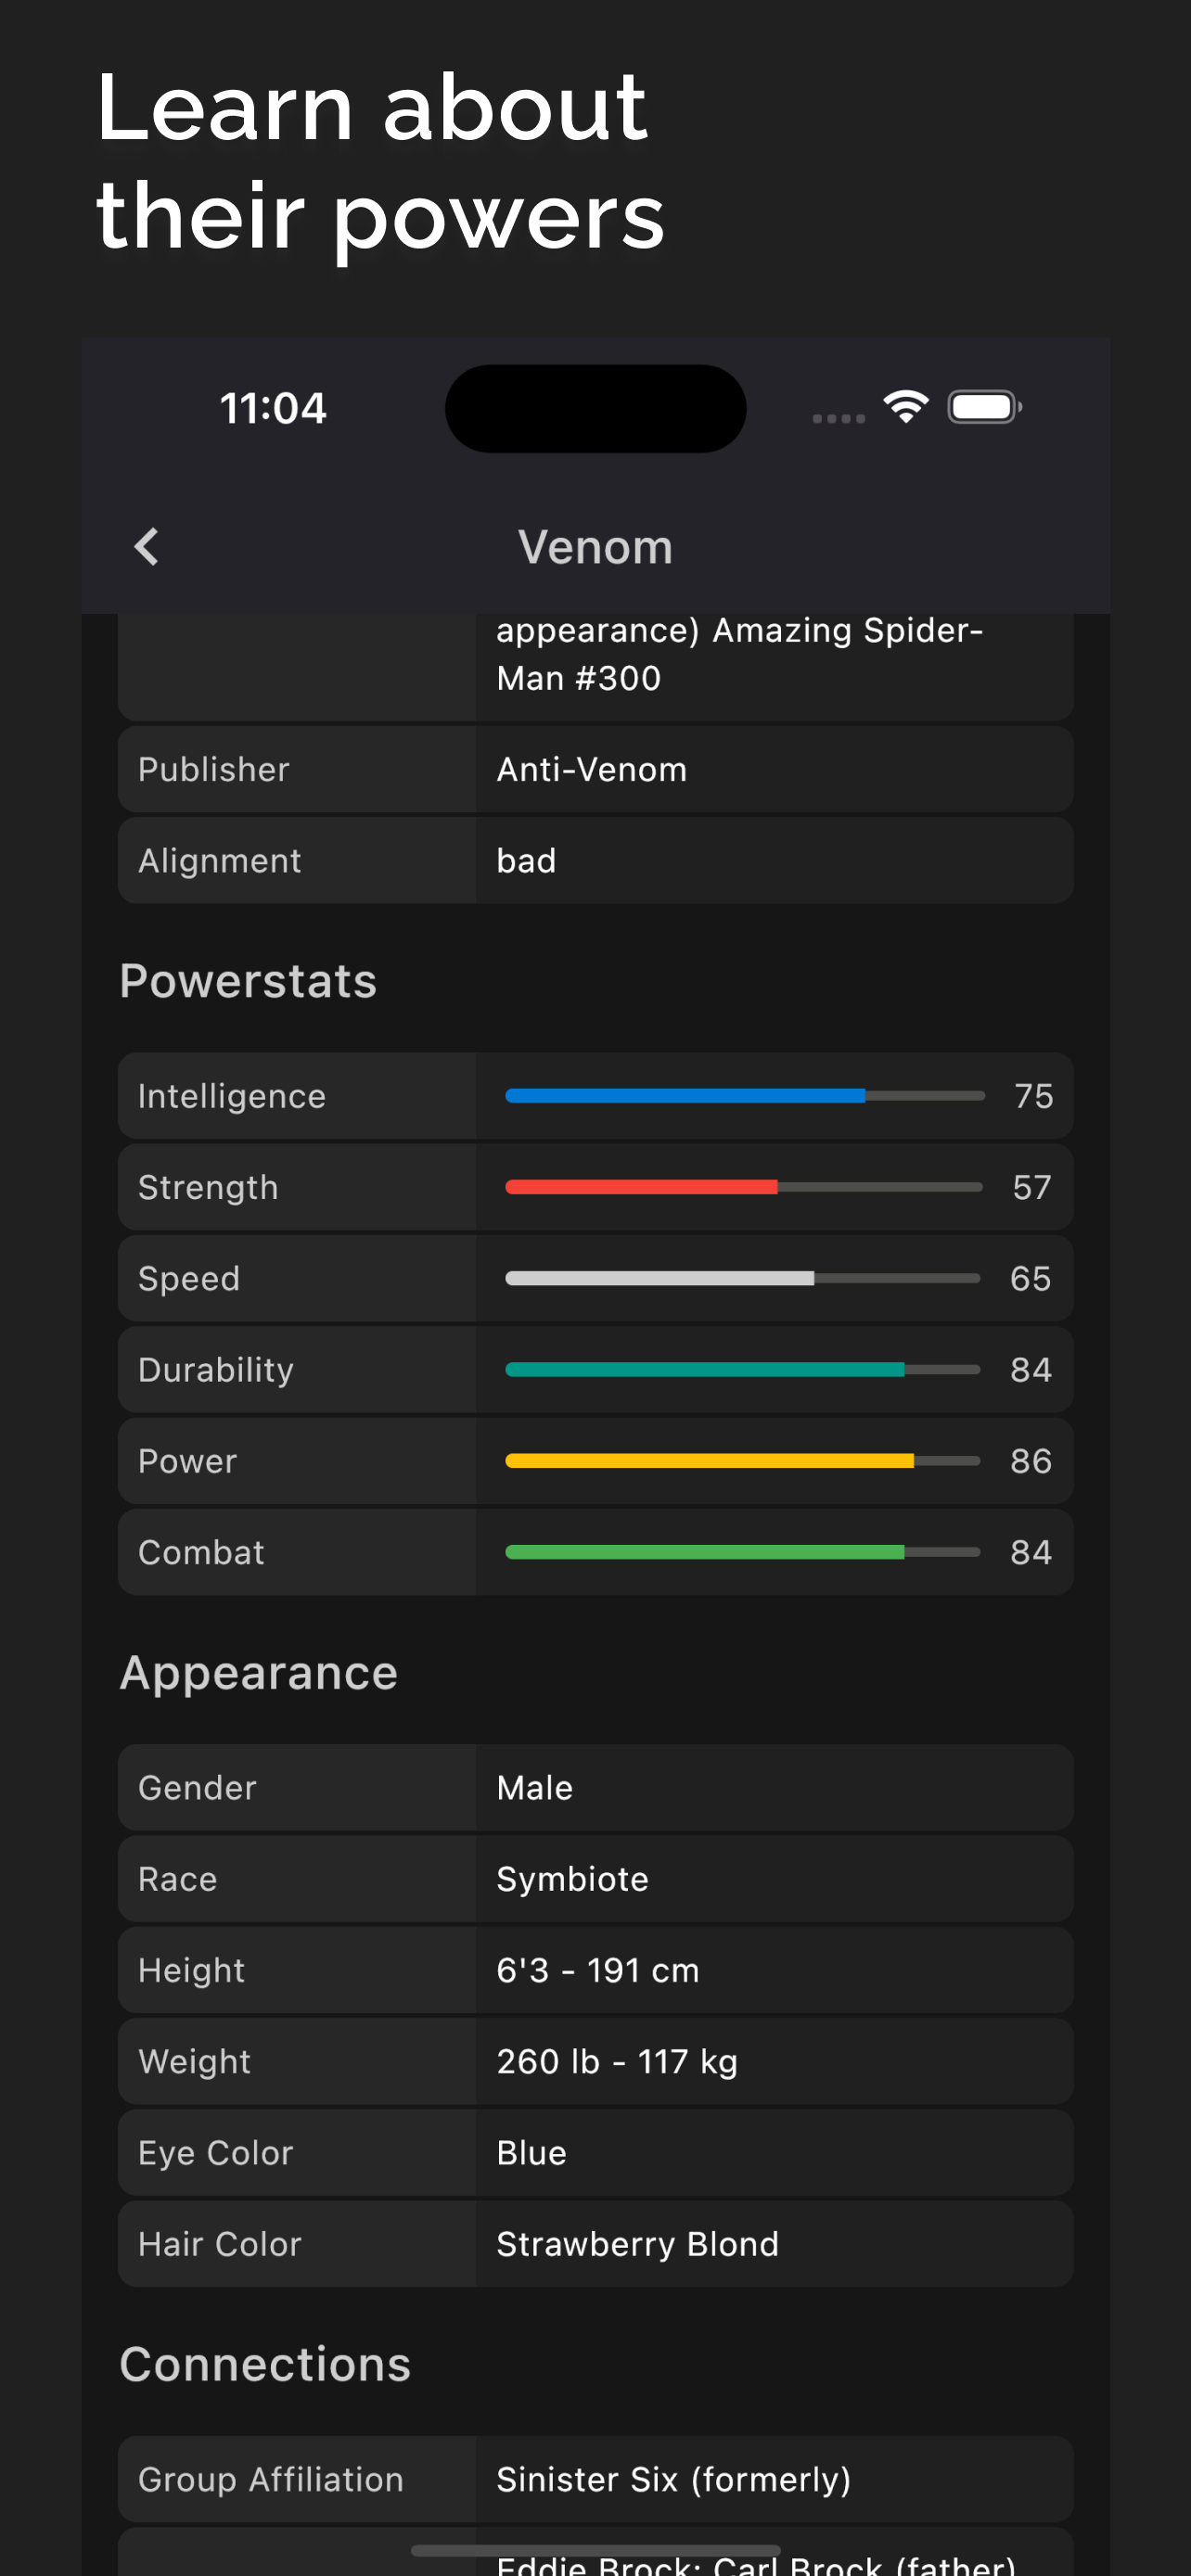 Learn about
their powers
11:04
Venom
appearance) Amazing Spider-
Man #300
Publisher Anti-Venom
Alignment bad
Powerstats
Intelligence 75
Strength 57
Speed 65
Durability 84
Power 86
Combat 84
Appearance
Gender Male
Race Symbiote
Height 6'3 - 191 cm
Weight 260 lb - 117 kg
Eye Color Blue
Hair Color Strawberry Blond
Connections
Group Affiliation Sinister Six (formerly)
Eddie Brock: Carl Brock (father)